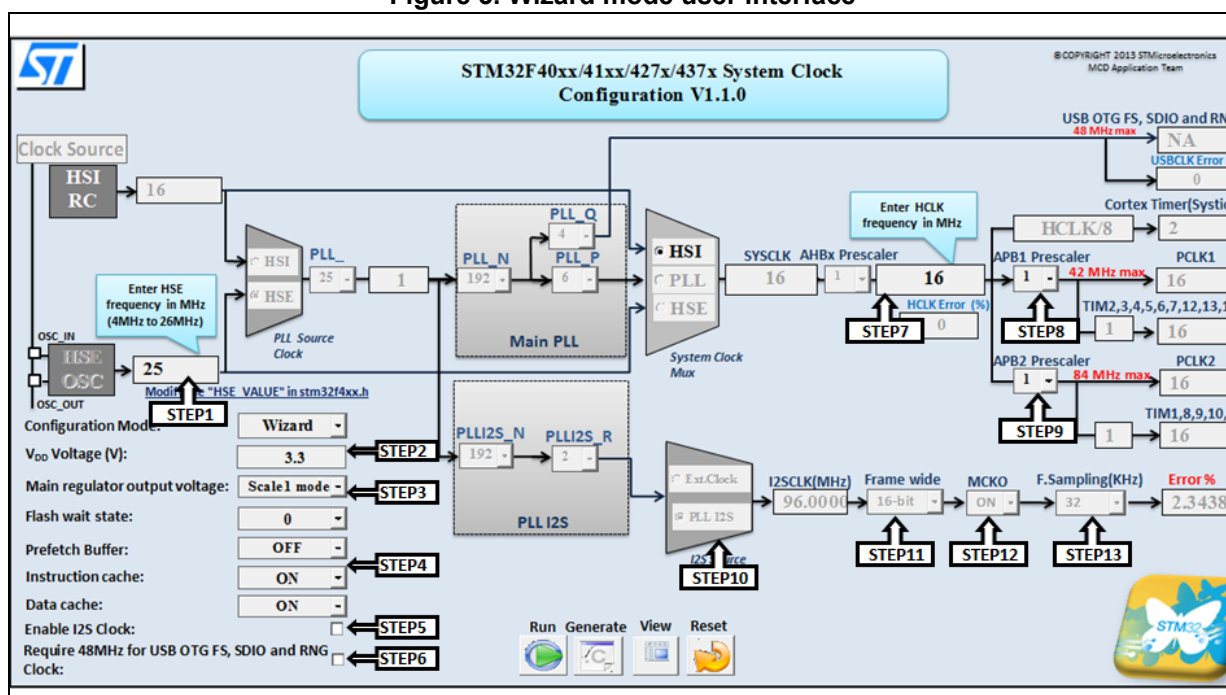 Figure 3. Wizard mode user interface
ST
STM32F40xx/41xx/427x/437x System Clock
Configuration V1.1.0
©COPYRIGHT 2013 STMicroelectronics
MCD Application Team
USB OTG FS, SDIO and RN
48 MHz max
NA
USBCLK Error
0
Clock Source
HSI
RC
16
Cortex Timer(Systic
HCLK/8
2
Enter HCLK
frequency in MHz
PLL_Q
4
PLL_N
192
PLL_P
6
Main PLL
HSI
HSE
PLL_
25
1
PLL Source
Clock
HSI
PLL
HSE
System Clock
Mux
SYSCLK
16
AHBx Prescaler
1
16
HCLK Error (%)
0
STEP7
APB1 Prescaler
1
42 MHz max
PCLK1
16
STEP8
TIM2,3,4,5,6,7,12,13,1
1
16
APB2 Prescaler
1
84 MHz max
PCLK2
16
STEP9
TIM1,8,9,10,
1
16
Enter HSE
frequency in MHz
(4MHz to 26MHz)
OSC_IN
HSE
OSC
OSC_OUT
25
"HSE_VALUE" in stm32f4xx.h
STEP1
Configuration Mode:
Wizard
VDD Voltage (V):
3.3
STEP2
Main regulator output voltage:
Scale1 mode
STEP3
Flash wait state:
0
Prefetch Buffer:
OFF
STEP4
Instruction cache:
ON
Data cache:
ON
Enable I2S Clock:
STEP5
Require 48MHz for USB OTG FS, SDIO and RNG
Clock:
STEP6
PLLI2S_N
192
PLLI2S_R
2
PLL I2S
Ext.Clock
PLL I2S
STEP10
I2SCLK(MHz)
96.0000
Frame wide
16-bit
STEP11
MCKO
ON
STEP12
F.Sampling(KHz)
32
STEP13
Error %
2.3438
Run
Generate
View
Reset
STM32